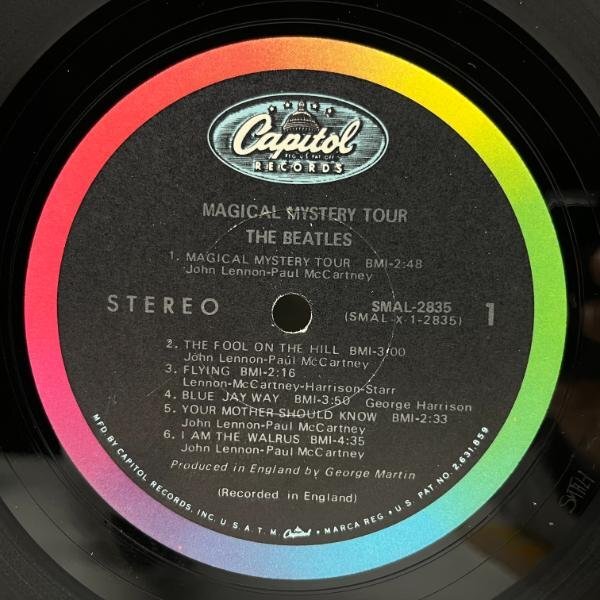 Capitol
RECORDS
MAGICAL MYSTERY TOUR
THE BEATLES
1. MAGICAL MYSTERY TOUR BMI-2:48
John Lennon-Paul McCartney
STEREO
SMAL-2835
(SMAL-X-1-2835)
1
2. THE FOOL ON THE HILL BMI-3:00
John Lennon-Paul McCartney
3. FLYING BMI-2:16
Lennon-McCartney-Harrison-Starr
4. BLUE JAY WAY BMI-3:50 George Harrison
5. YOUR MOTHER SHOULD KNOW BMI-2:33
John Lennon-Paul McCartney
6. I AM THE WALRUS BMI-4:35
John Lennon-Paul McCartney
Produced in England by George Martin
(Recorded in England)
MFD. BY CAPITOL RECORDS, INC. U.S.A. T.M. Capitol • MARCA REG. • U.S. PAT. NO. 2,631,859